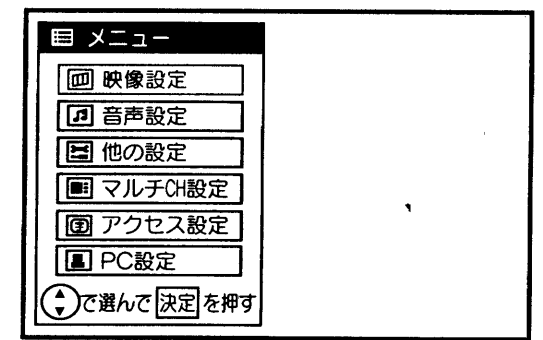 メニュー
映像設定
音声設定
他の設定
マルチCH設定
アクセス設定
PC設定
で選んで 決定 を押す